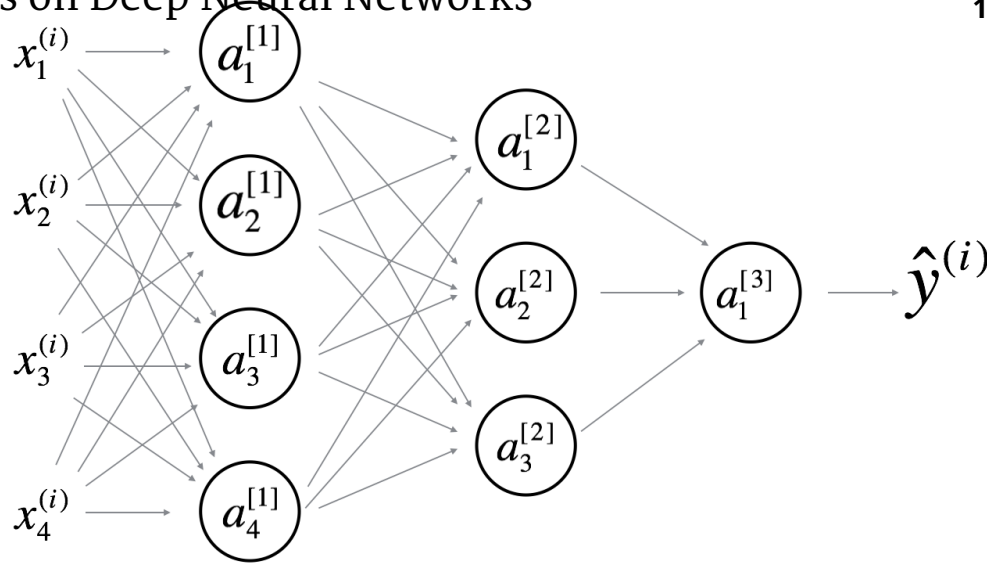 s on Deep Neural Networks
1
x_1^{(i)}
a_1^{[1]}
a_1^{[2]}
x_2^{(i)}
a_2^{[1]}
a_2^{[2]}
a_1^{[3]}
ŷ^{(i)}
x_3^{(i)}
a_3^{[1]}
a_3^{[2]}
x_4^{(i)}
a_4^{[1]}